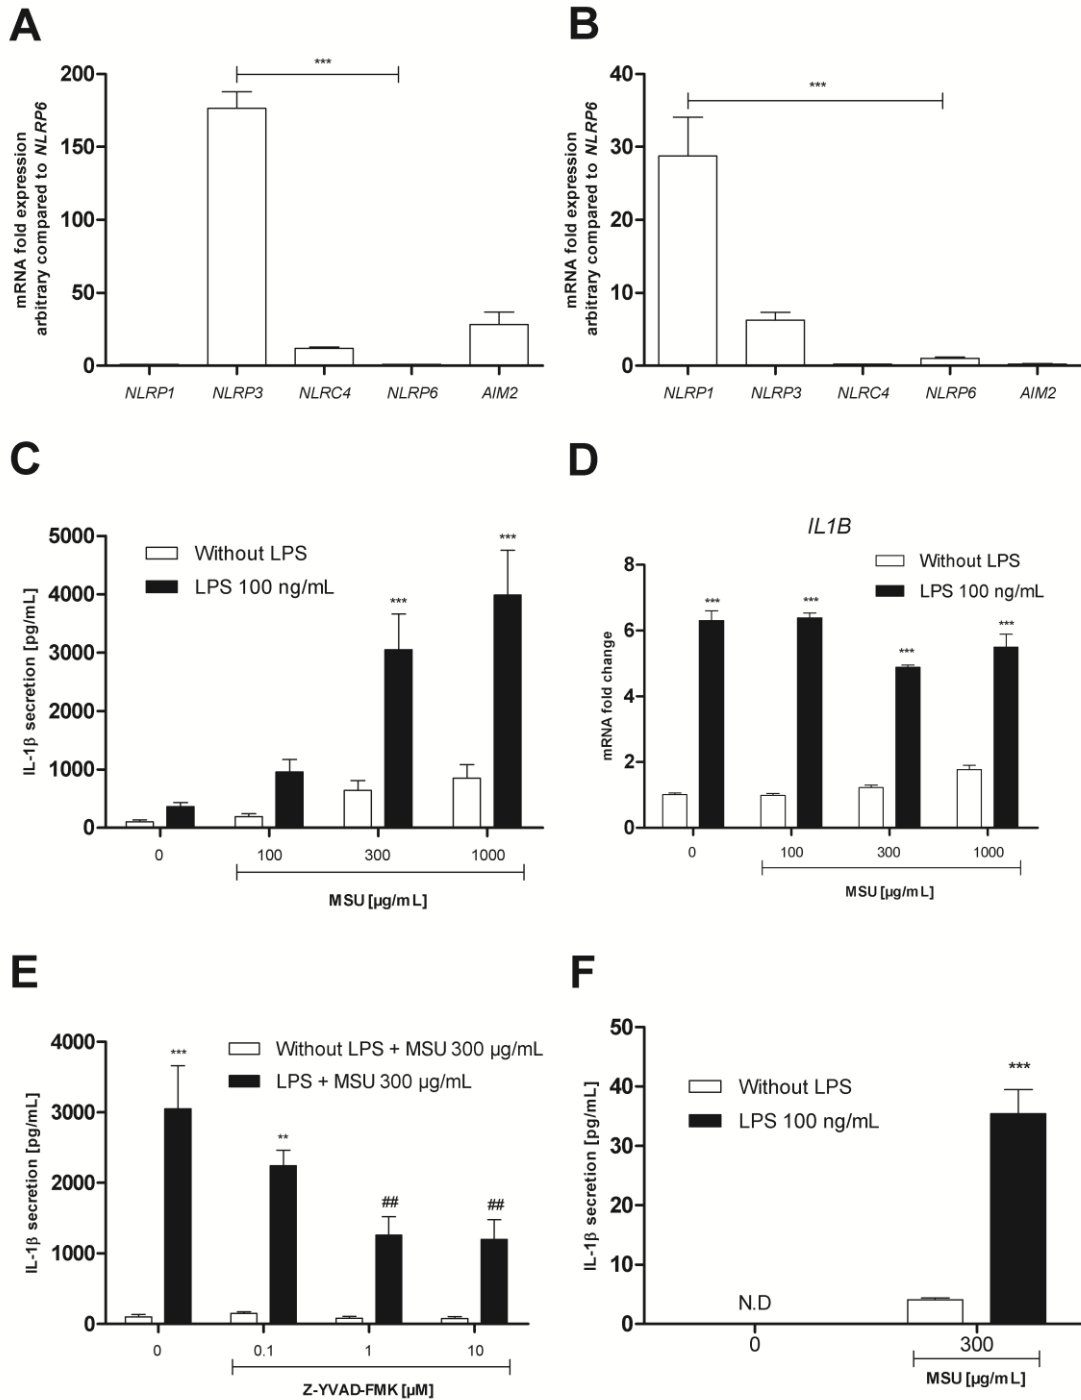 A
mRNA fold expression
arbitrary compared to NLRP6
200
150
100
50
0
***
NLRP1 NLRP3 NLRC4 NLRP6 AIM2
B
mRNA fold expression
arbitrary compared to NLRP6
40
30
20
10
0
***
NLRP1 NLRP3 NLRC4 NLRP6 AIM2
C
IL-1β secretion [pg/mL]
5000
4000
3000
2000
1000
0
Without LPS
LPS 100 ng/mL
***
***
0 100 300 1000
MSU [µg/mL]
D
IL1B
mRNA fold change
8
6
4
2
0
Without LPS
LPS 100 ng/mL
***
***
***
***
0 100 300 1000
MSU [µg/mL]
E
IL-1β secretion [pg/mL]
4000
3000
2000
1000
0
Without LPS + MSU 300 µg/mL
LPS + MSU 300 µg/mL
***
**
##
##
0 0.1 1 10
Z-YVAD-FMK [µM]
F
IL-1β secretion [pg/mL]
50
40
30
20
10
0
Without LPS
LPS 100 ng/mL
***
N.D
0 300
MSU [µg/mL]